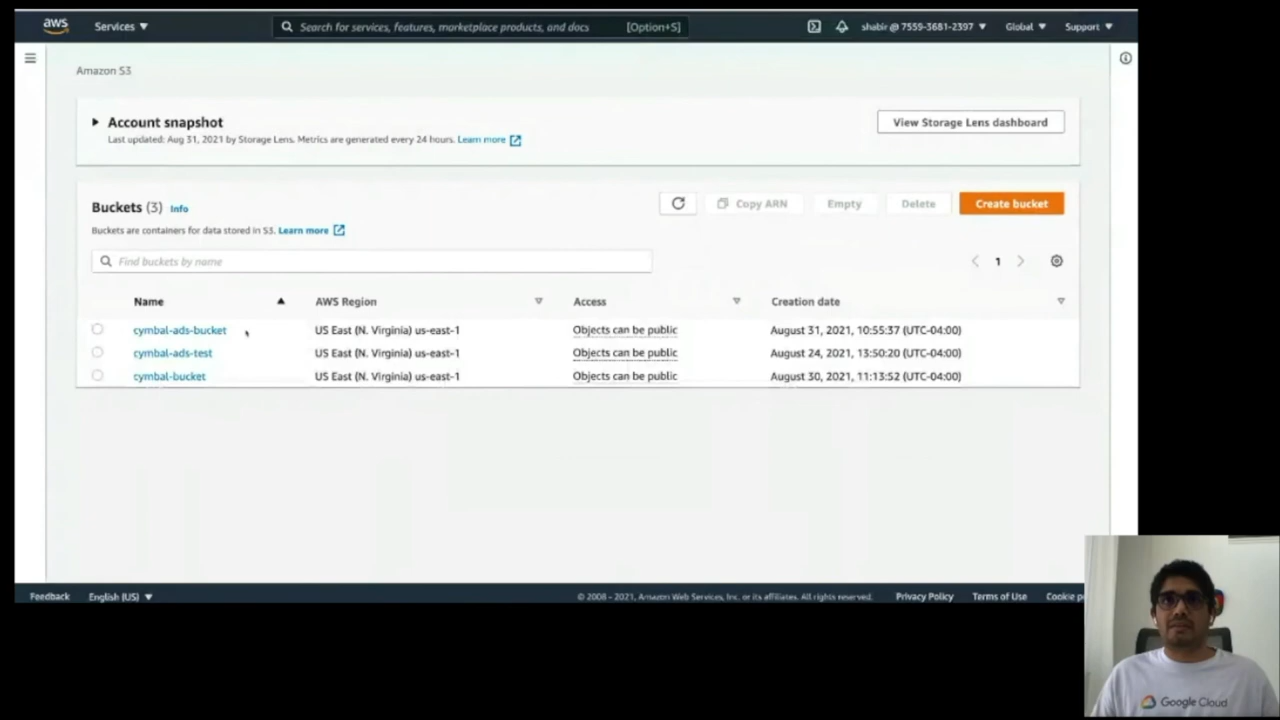 aws Services ▼ Search for services, features, marketplace products, and docs [Option+S] shabir @ 7559-3681-2397 ▼ Global ▼ Support ▼
Amazon S3
Account snapshot
View Storage Lens dashboard
Last updated: Aug 31, 2021 by Storage Lens. Metrics are generated every 24 hours. Learn more
Buckets (3) Info
Copy ARN Empty Delete Create bucket
Buckets are containers for data stored in S3. Learn more
Find buckets by name
1
Name AWS Region Access Creation date
cymbal-ads-bucket US East (N. Virginia) us-east-1 Objects can be public August 31, 2021, 10:55:37 (UTC-04:00)
cymbal-ads-test US East (N. Virginia) us-east-1 Objects can be public August 24, 2021, 13:50:20 (UTC-04:00)
cymbal-bucket US East (N. Virginia) us-east-1 Objects can be public August 30, 2021, 11:13:52 (UTC-04:00)
Feedback English (US) ▼ © 2008 - 2021, Amazon Web Services, Inc. or its affiliates. All rights reserved. Privacy Policy Terms of Use Cookie p
Google Cloud